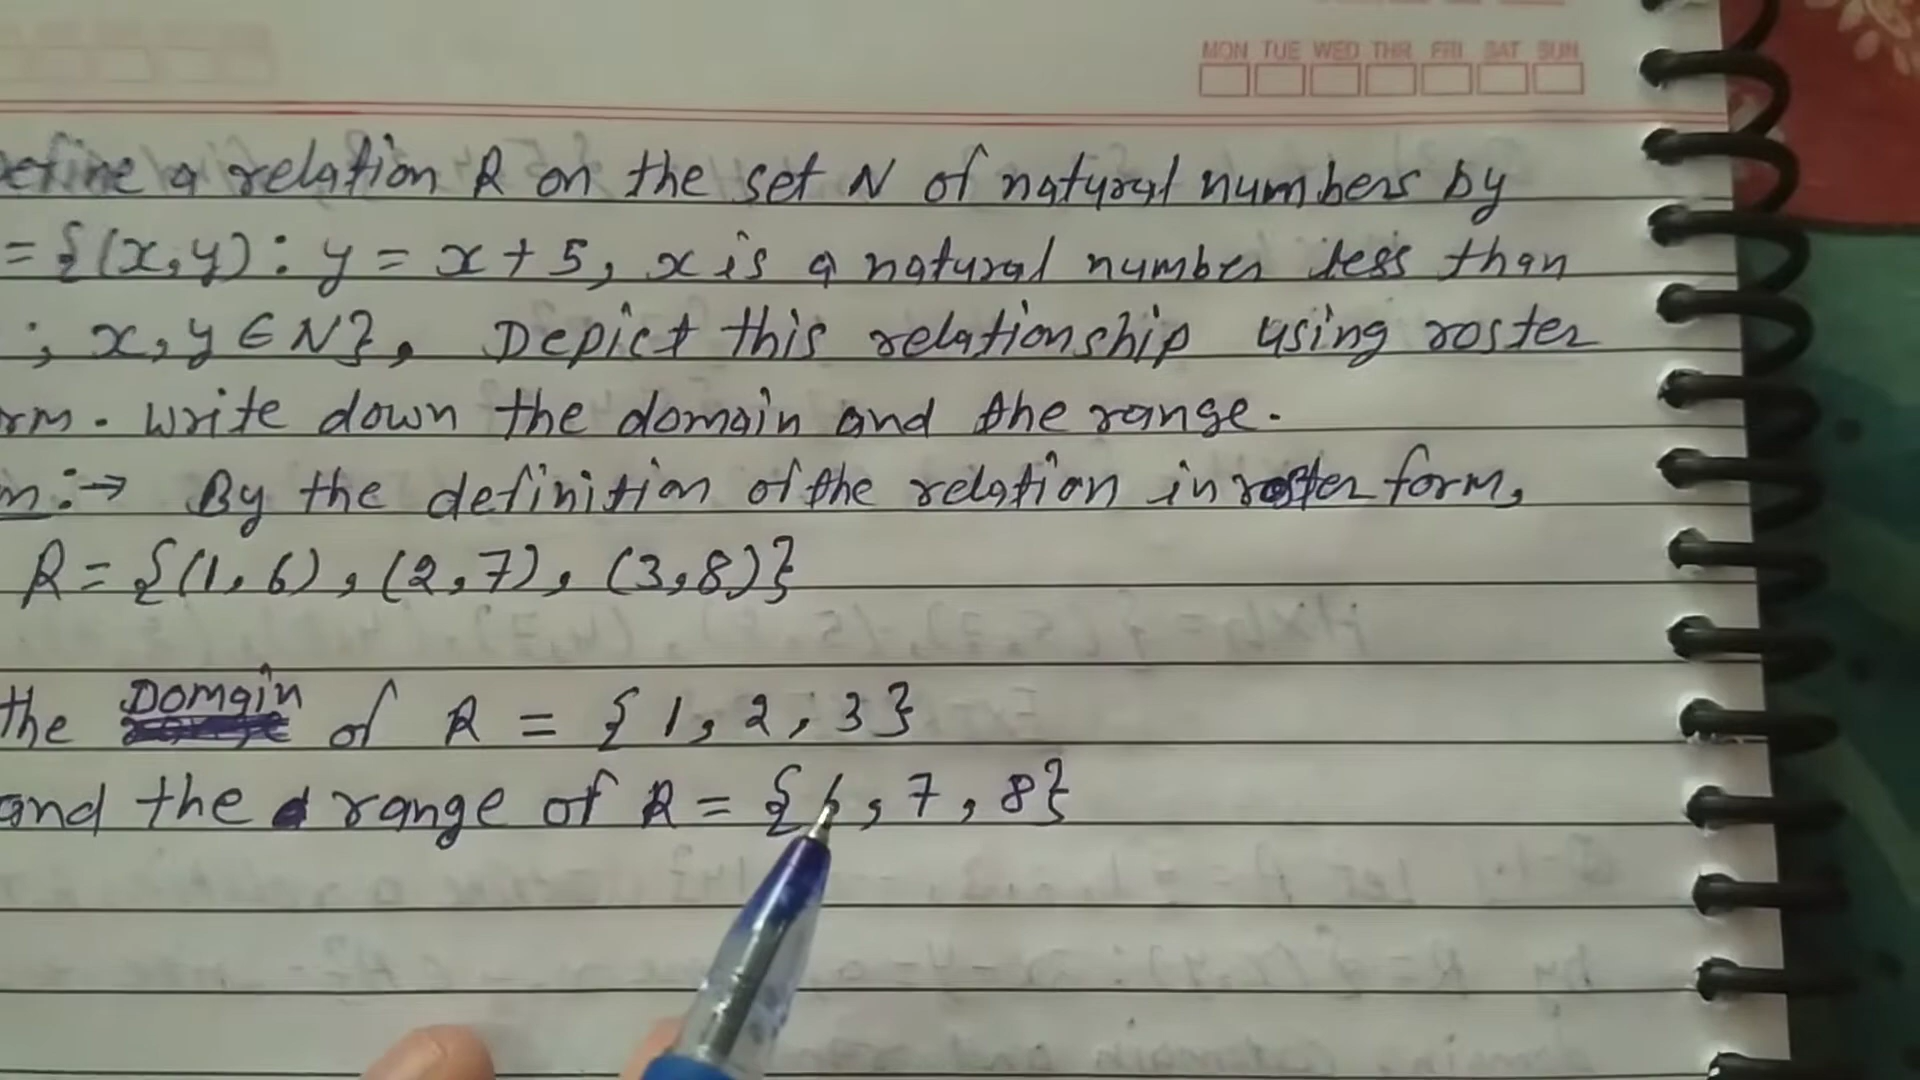 MON TUE WED THR FRI SAT SUN
efine a relation R on the set N of natural numbers by
= {(x,y) : y = x + 5, x is a natural number less than
; x, y ∈ N}, Depict this relationship using roster
rm. Write down the domain and the range.
n :→ By the definition of the relation in roster form,
R = {(1,6), (2,7), (3,8)}
the Domain of R = {1, 2, 3}
and the range of R = {6, 7, 8}